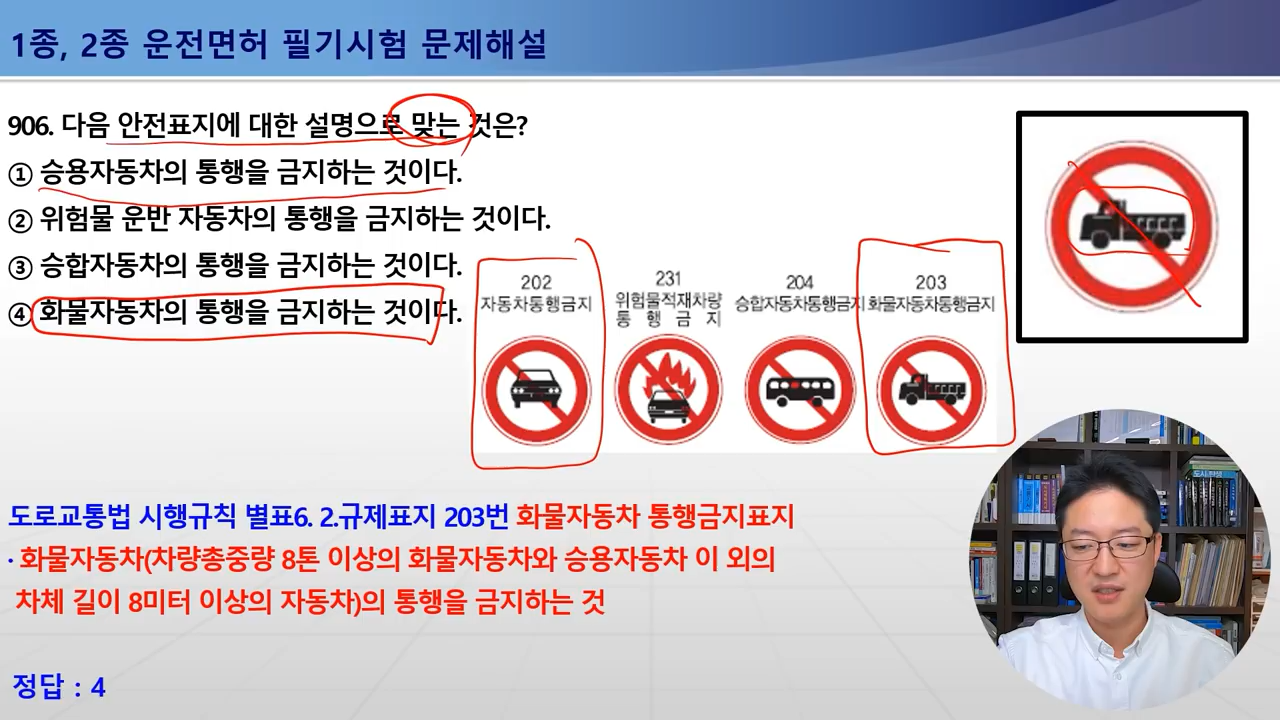 1종, 2종 운전면허 필기시험 문제해설
906. 다음 안전표지에 대한 설명으로 맞는 것은?
① 승용자동차의 통행을 금지하는 것이다.
② 위험물 운반 자동차의 통행을 금지하는 것이다.
③ 승합자동차의 통행을 금지하는 것이다.
④ 화물자동차의 통행을 금지하는 것이다.
202
자동차통행금지
231
위험물적재차량
통 행 금 지
204
승합자동차통행금지
203
화물자동차통행금지
도로교통법 시행규칙 별표6. 2.규제표지 203번 화물자동차 통행금지표지
· 화물자동차(차량총중량 8톤 이상의 화물자동차와 승용자동차 이 외의
차체 길이 8미터 이상의 자동차)의 통행을 금지하는 것
정답 : 4